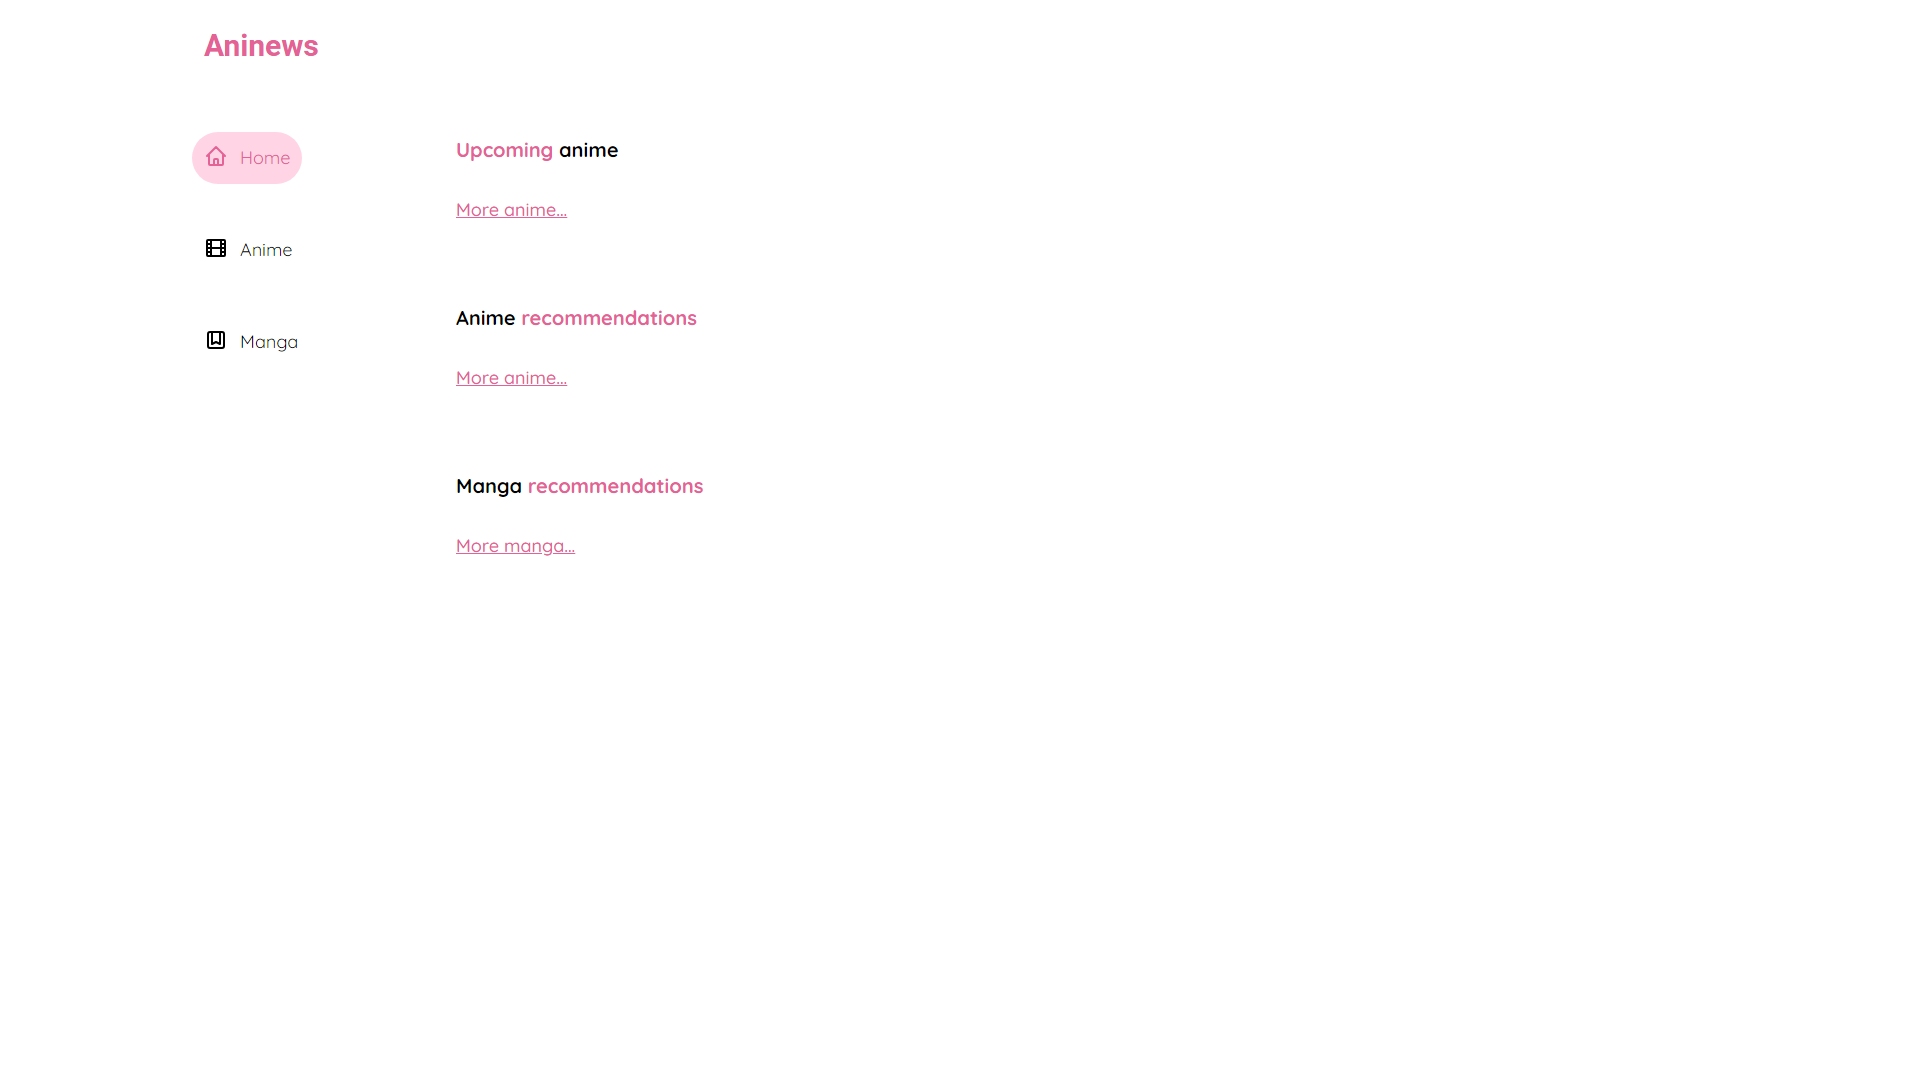 Aninews
Home
Anime
Manga
Upcoming anime
More anime...
Anime recommendations
More anime...
Manga recommendations
More manga...